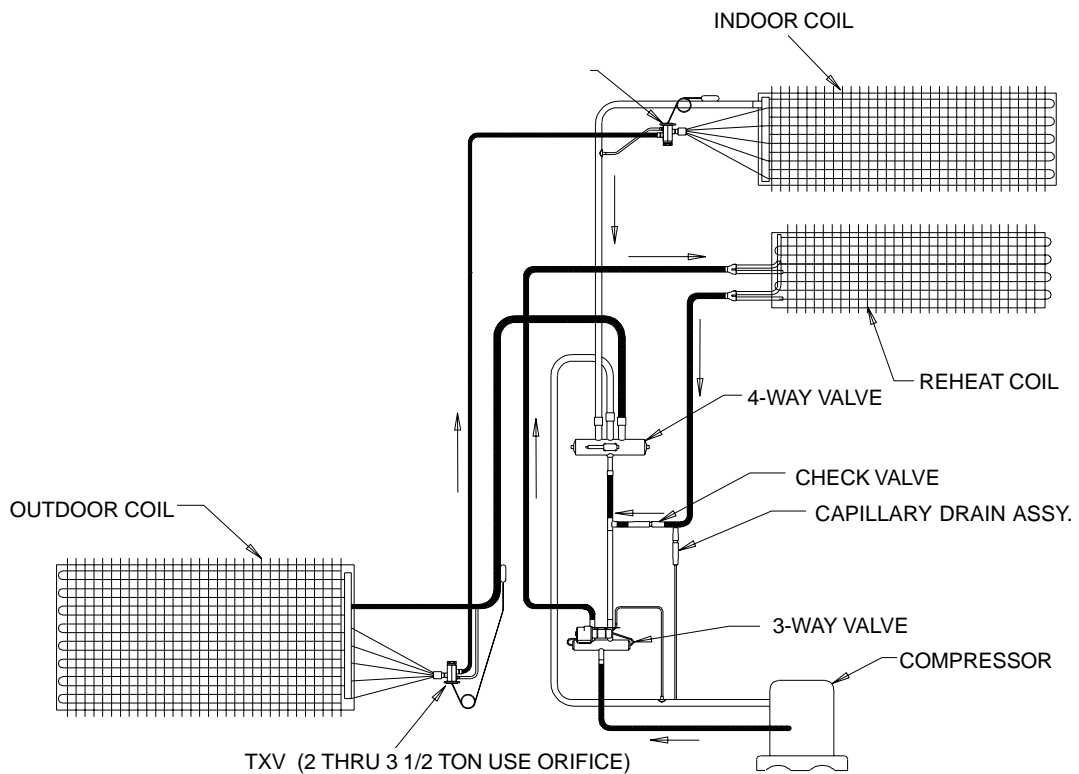 INDOOR COIL
REHEAT COIL
4-WAY VALVE
CHECK VALVE
CAPILLARY DRAIN ASSY.
OUTDOOR COIL
3-WAY VALVE
COMPRESSOR
TXV (2 THRU 3 1/2 TON USE ORIFICE)